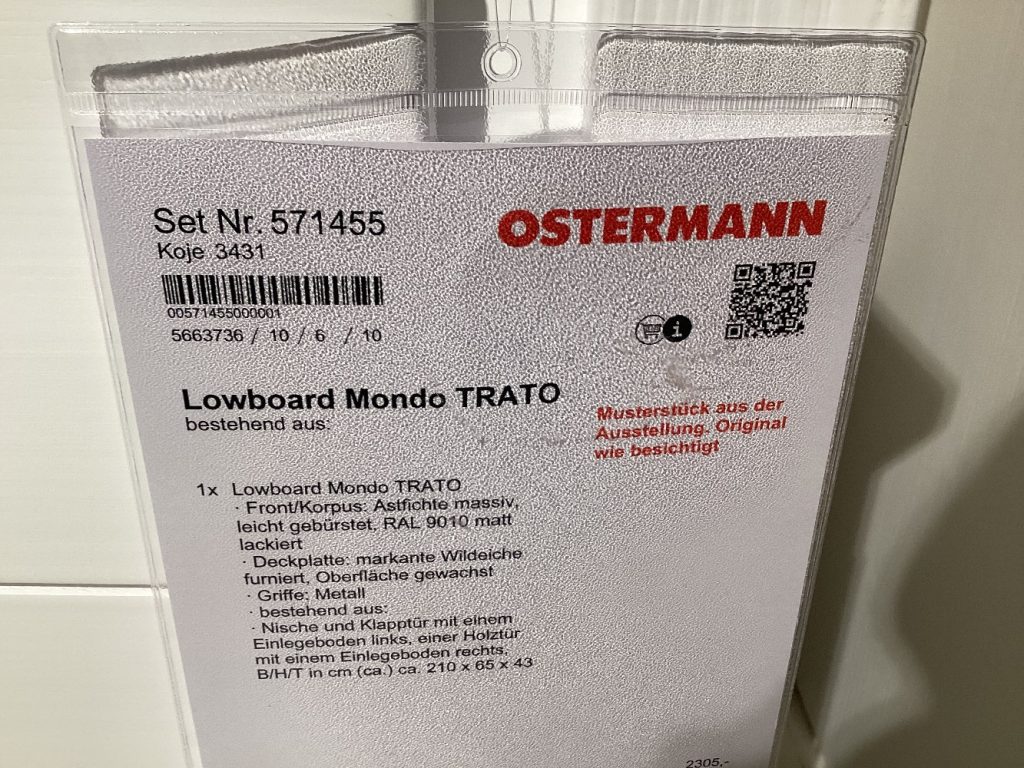 Set Nr. 571455
OSTERMANN
Koje 3431
00571455000001
5663736 / 10 / 6 / 10
i
Lowboard Mondo TRATO
bestehend aus:
Musterstück aus der
Ausstellung. Original
wie besichtigt
1x Lowboard Mondo TRATO
· Front/Korpus: Astfichte massiv,
leicht gebürstet, RAL 9010 matt
lackiert
· Deckplatte: markante Wildeiche
furniert, Oberfläche gewachst
· Griffe: Metall
· bestehend aus:
· Nische und Klapptür mit einem
Einlegeboden links, einer Holztür
mit einem Einlegeboden rechts,
B/H/T in cm (ca.) ca. 210 x 65 x 43
2305,-